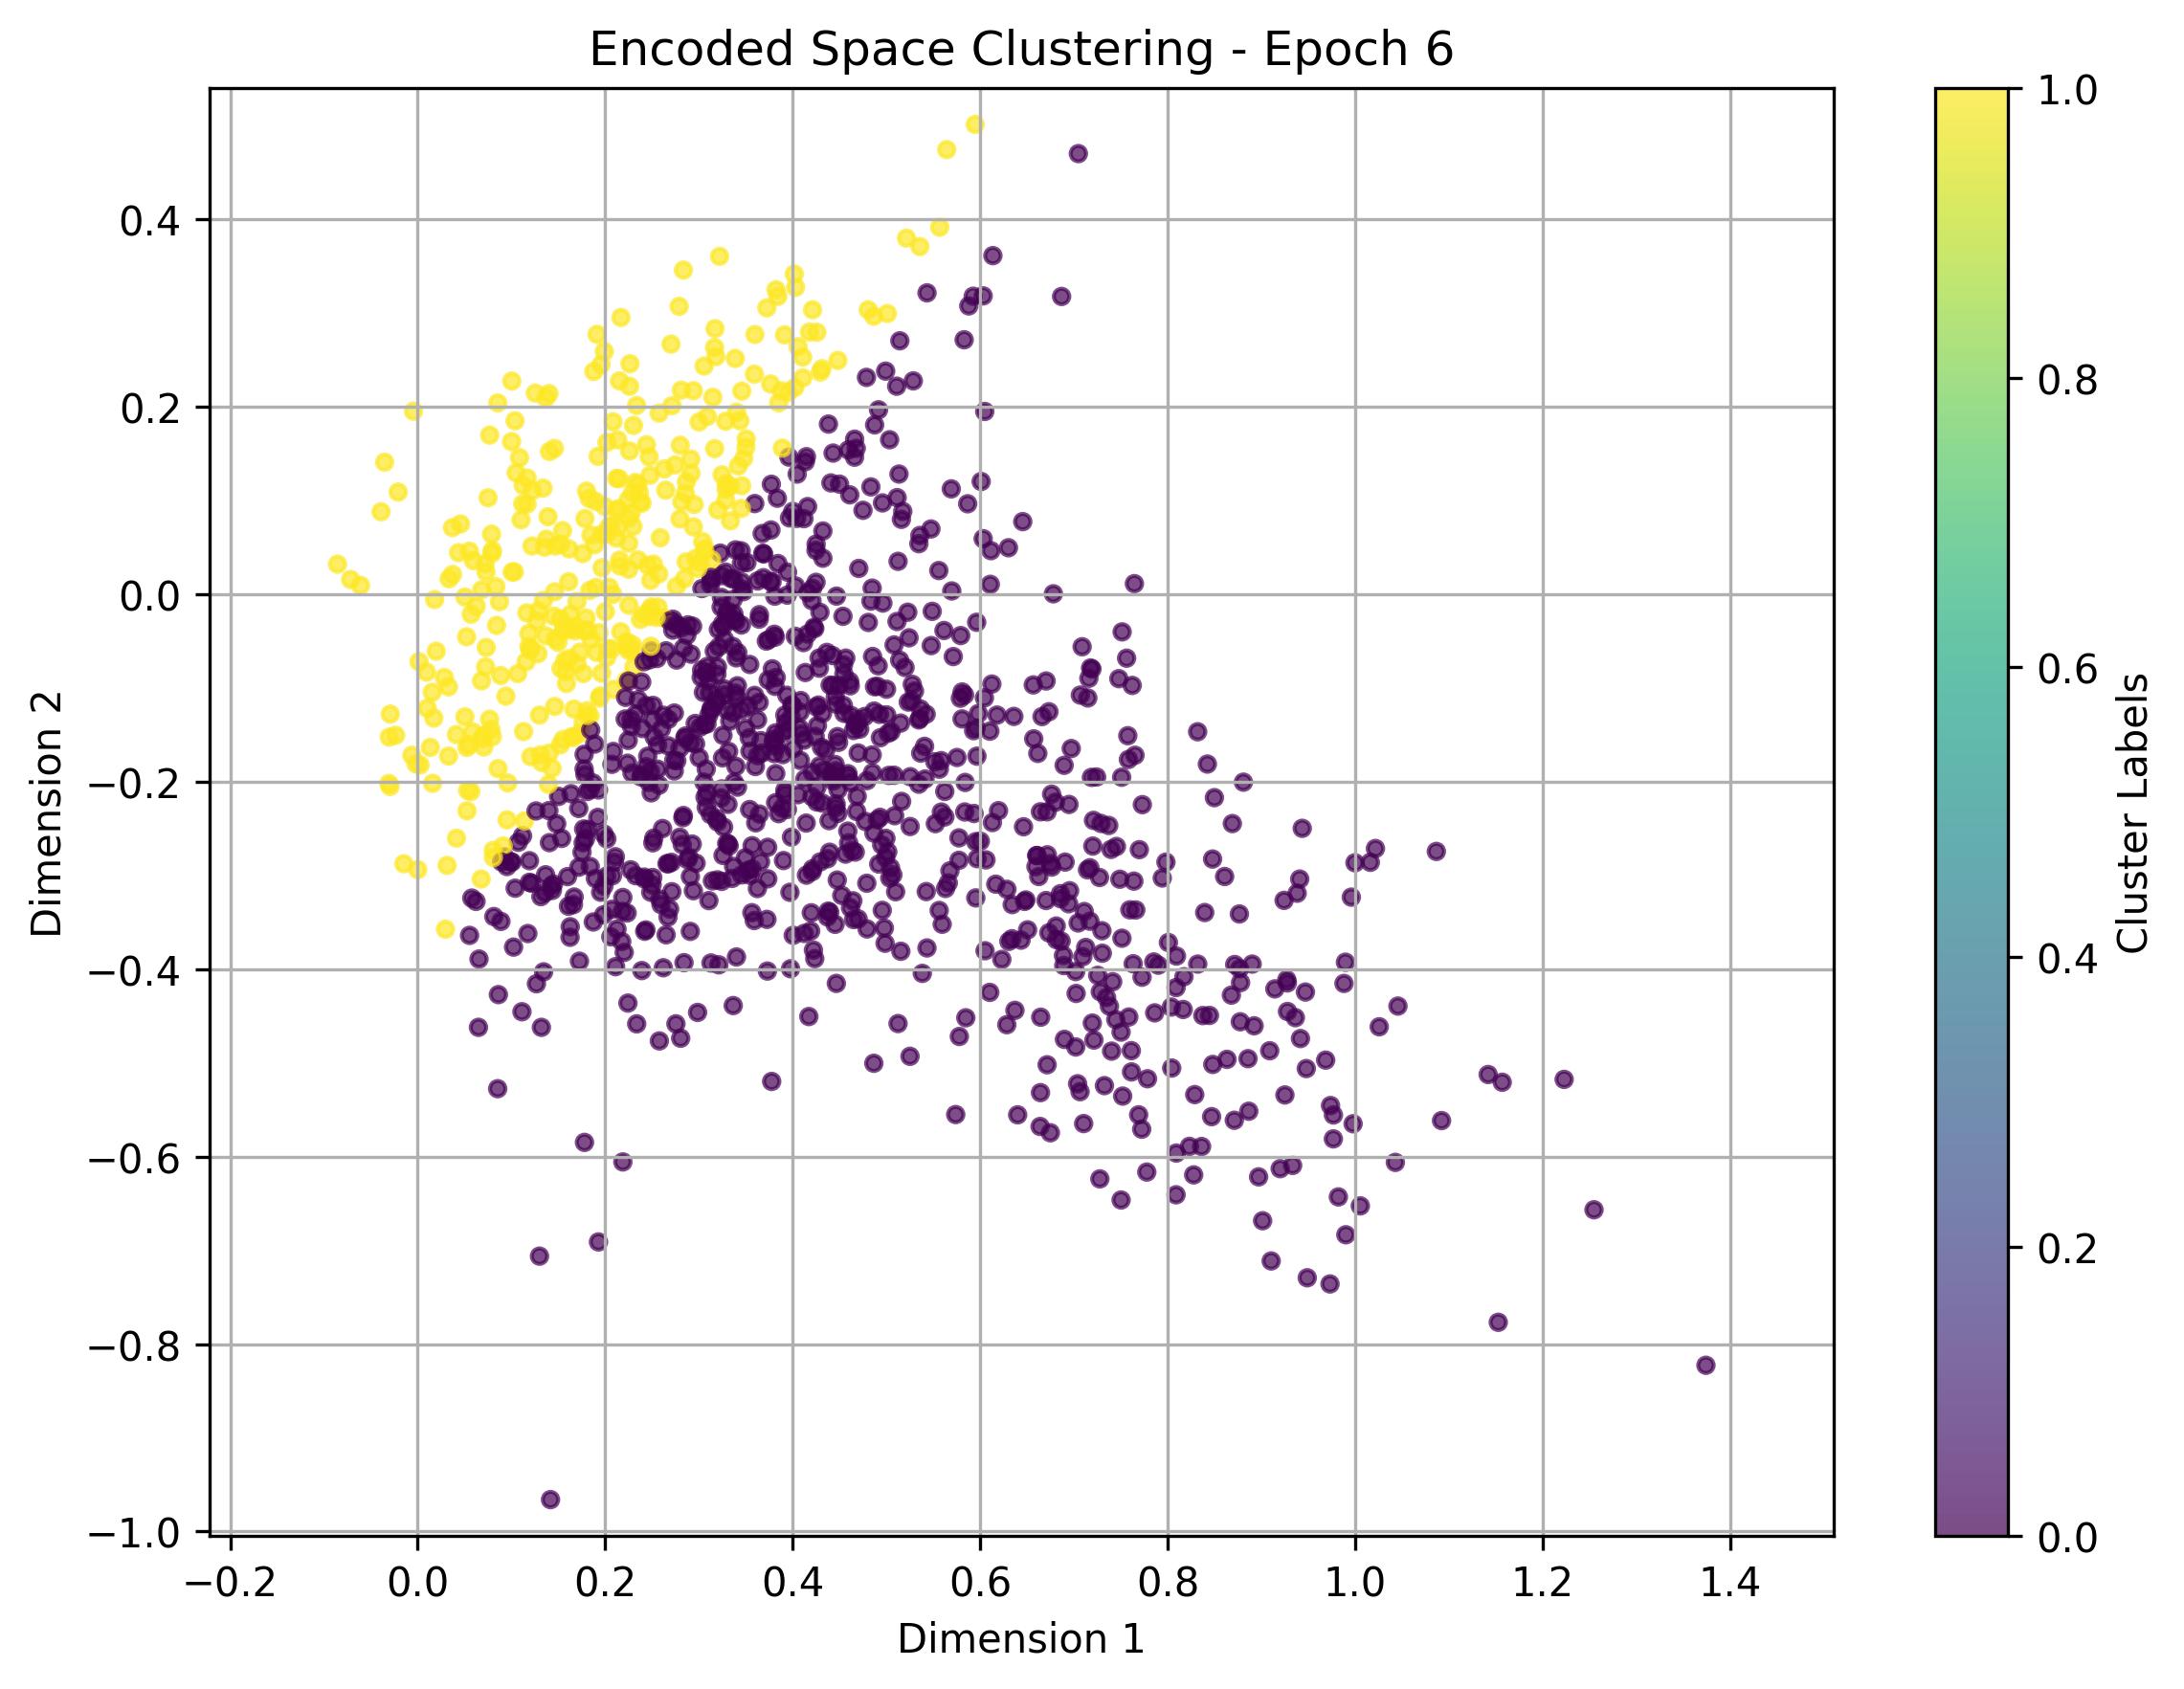 Encoded Space Clustering - Epoch 6
1.0
0.8
0.6
0.4
0.2
0.0
Cluster Labels
0.4
0.2
0.0
−0.2
−0.4
−0.6
−0.8
−1.0
Dimension 2
−0.2 0.0 0.2 0.4 0.6 0.8 1.0 1.2 1.4
Dimension 1